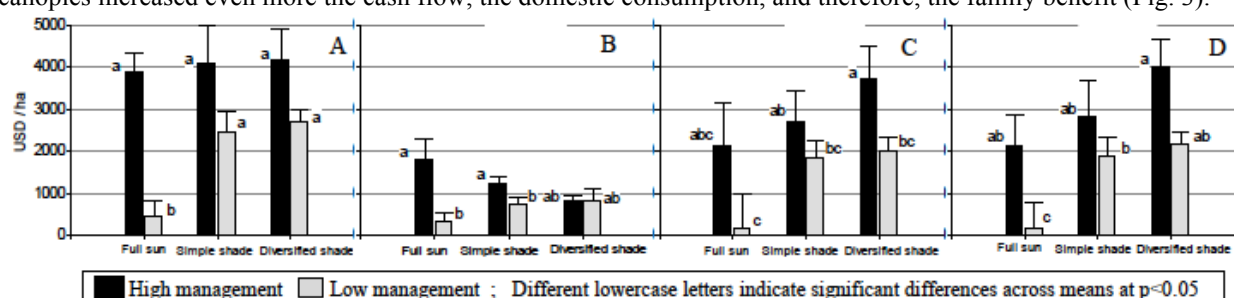 canopies increased even more the cash flow, the domestic consumption, and therefore, the family benefit (Fig. 3).
5000
4000
3000
2000
1000
0
USD /ha
A
a
b
a
a
a
a
Full sun
Simple shade
Diversified shade
B
a
b
a
b
ab
ab
Full sun
Simple shade
Diversified shade
C
abc
c
ab
bc
a
bc
Full sun
Simple shade
Diversified shade
D
ab
c
ab
b
a
ab
Full sun
Simple shade
Diversified shade
High management Low management ; Different lowercase letters indicate significant differences across means at p<0.05